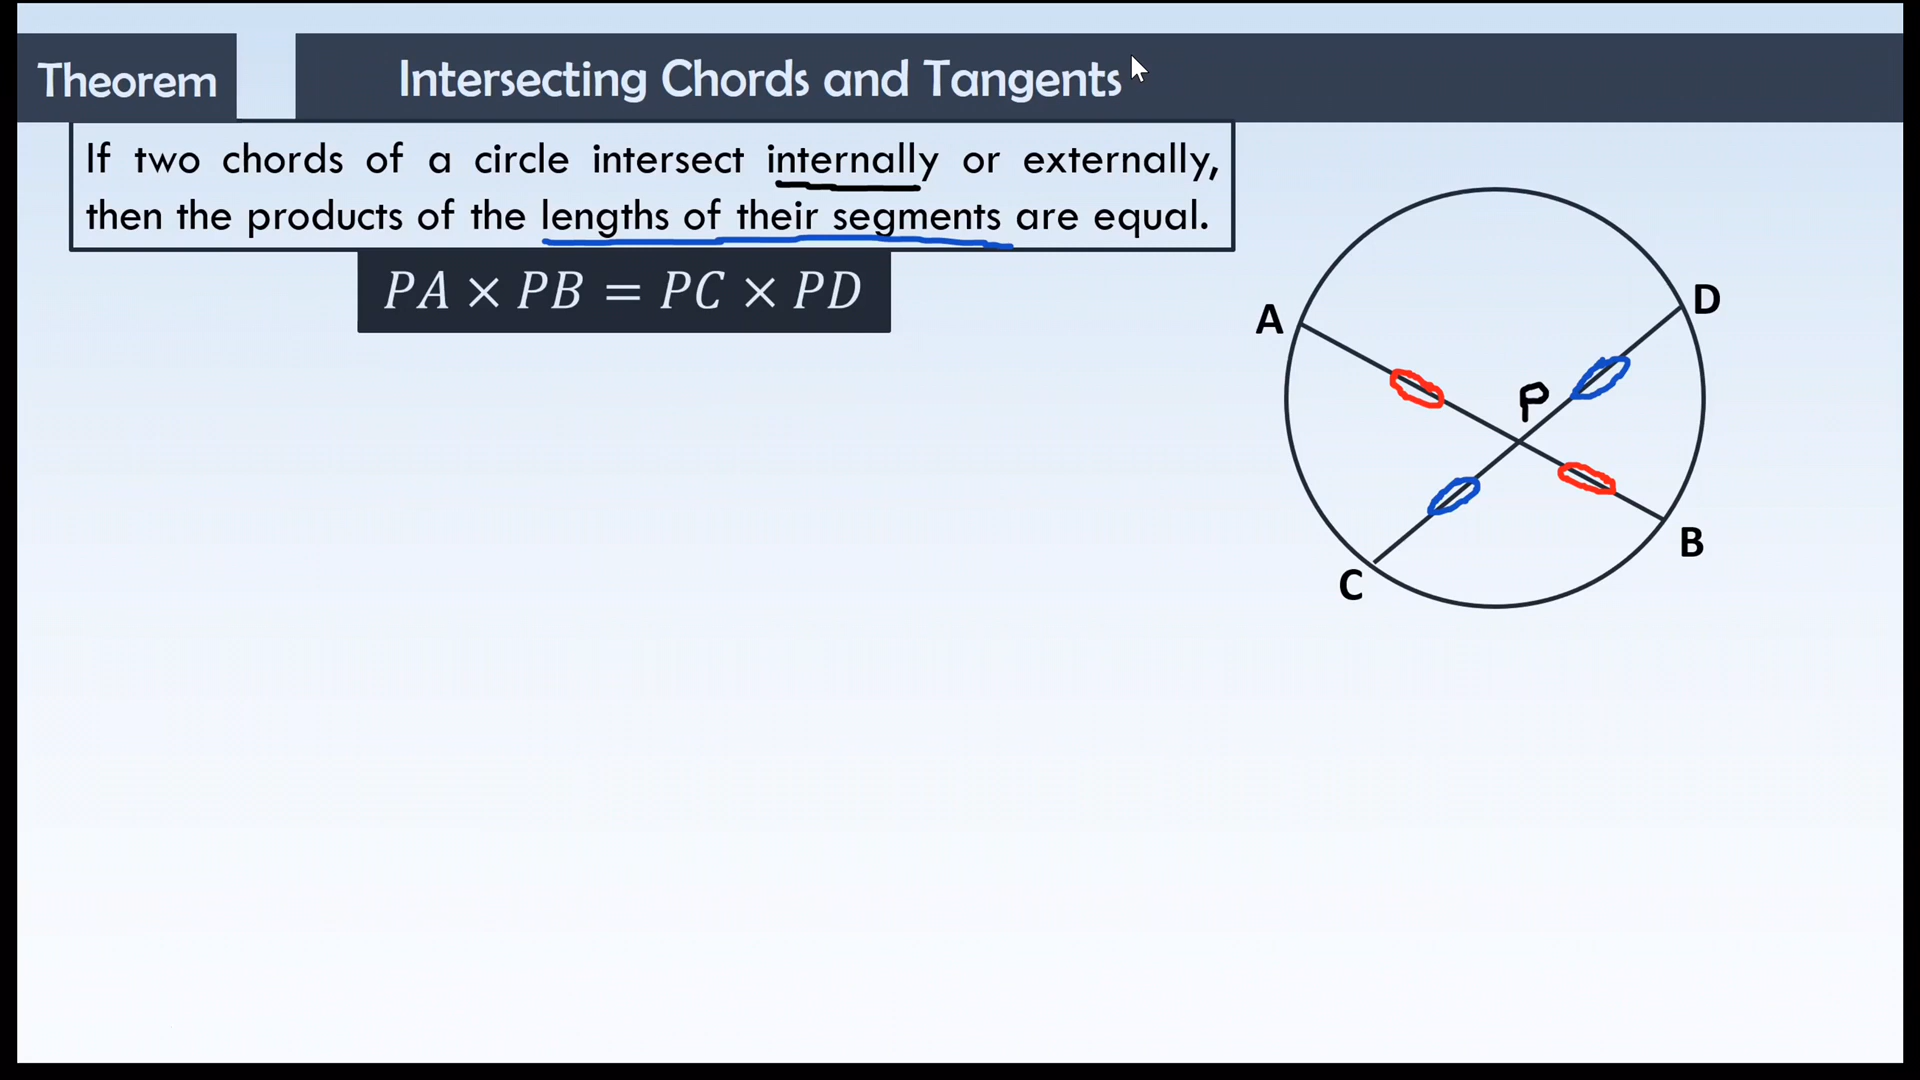 Theorem
Intersecting Chords and Tangents
If two chords of a circle intersect internally or externally,
then the products of the lengths of their segments are equal.
PA × PB = PC × PD
A
D
P
B
C